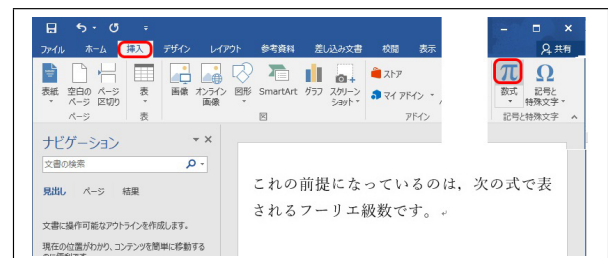 ファイル ホーム 挿入 デザイン レイアウト 参考資料 差し込み文書 校閲 表示 共有
表紙 空白の ページ 表 画像 オンライン 図形 SmartArt グラフ スクリーン ストア 数式 記号と
ページ 区切り 画像 ショット マイ アドイン 特殊文字
ページ 表 図 アドイン 記号と特殊文字
ナビゲーション
文書の検索
見出し ページ 結果
これの前提になっているのは，次の式で表
されるフーリエ級数です。
文書に操作可能なアウトラインを作成します。
現在の位置がわかり、コンテンツを簡単に移動する